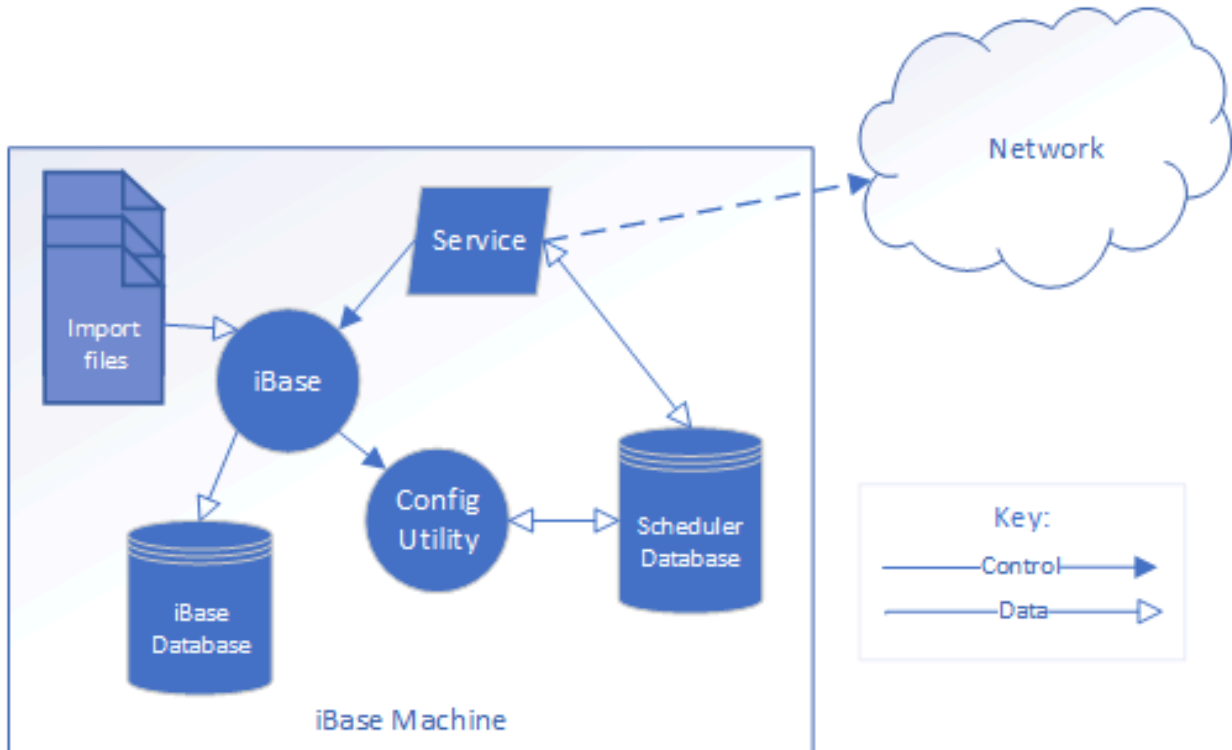 Network
Service
Import
files
iBase
Config
Utility
Scheduler
Database
Key:
Control
Data
iBase
Database
iBase Machine